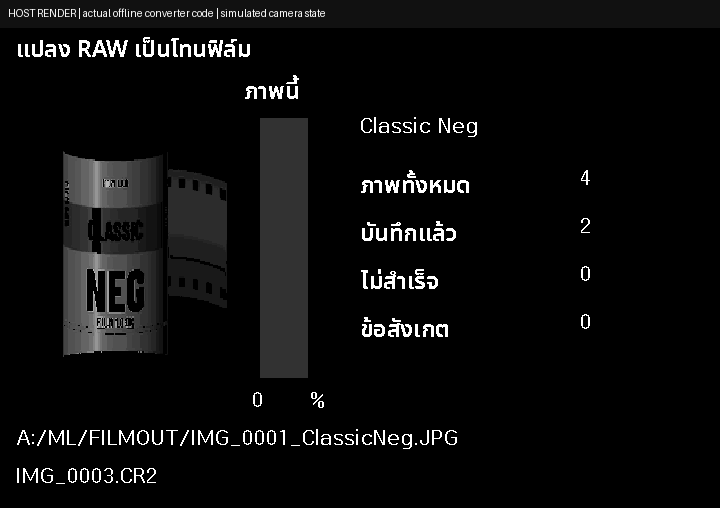 HOST RENDER | actual offline converter code | simulated camera state
แปลง RAW เป็นโทนฟิล์ม
ภาพนี้
Classic Neg
ภาพทั้งหมด 4
บันทึกแล้ว 2
ไม่สำเร็จ 0
ข้อสังเกต 0
CLASSIC
NEG
0 %
A:/ML/FILMOUT/IMG_0001_ClassicNeg.JPG
IMG_0003.CR2